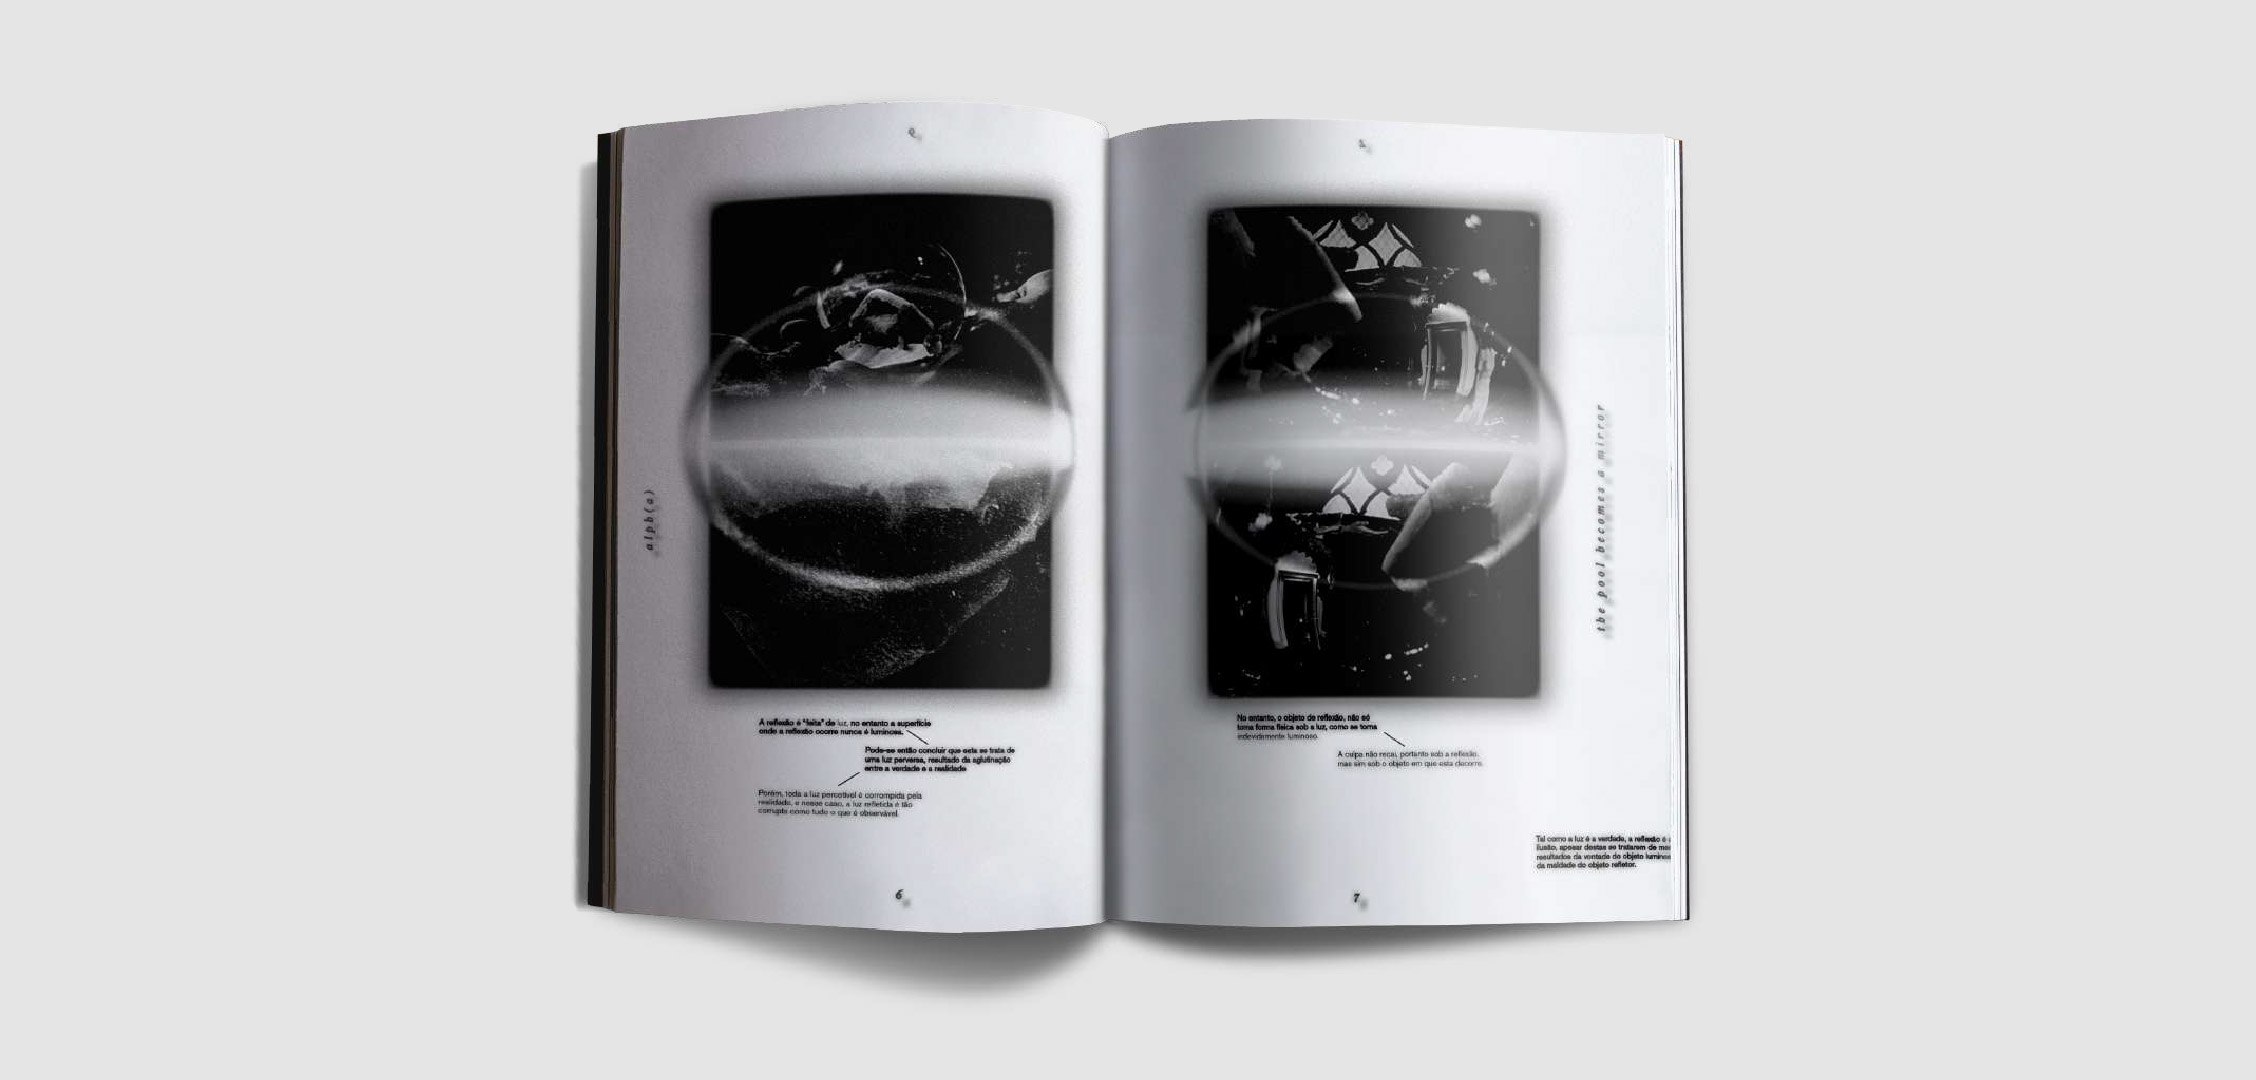 alph(a)
A reflexão é "feita" de luz, no entanto a superfície
onde a reflexão ocorre nunca é luminosa.
Pode-se então concluir que esta se trata de
uma luz perversa, resultado da aglutinação
entre a verdade e a realidade
Porém, toda a luz percetível é corrompida pela
realidade, e nesse caso, a luz refletida é tão
corrupta como tudo o que é observável.
6
the pool becomes a mirror
No entanto, o objeto de reflexão, não só
toma forma física sob a luz, como se torna
indevidamente luminoso.
A culpa não recai, portanto sob a reflexão,
mas sim sob o objeto em que esta decorre.
Tal como a luz é a verdade, a reflexão é
ilusão, apesar destas se tratarem de
resultados da vontade do objeto
da maldade do objeto refletor.
7